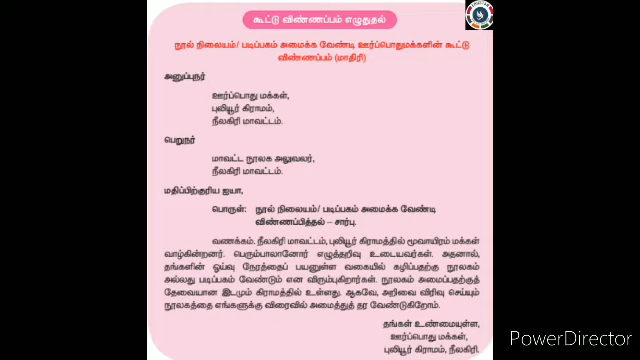 கூட்டு விண்ணப்பம் எழுதுதல்
நூல் நிலையம்/ படிப்பகம் அமைக்க வேண்டி ஊர்ப்பொதுமக்களின் கூட்டு
விண்ணப்பம் (மாதிரி)
அனுப்புநர்
ஊர்ப்பொது மக்கள்,
புலியூர் கிராமம்,
நீலகிரி மாவட்டம்.
பெறுநர்
மாவட்ட நூலக அலுவலர்,
நீலகிரி மாவட்டம்.
மதிப்பிற்குரிய ஐயா,
பொருள்: நூல் நிலையம்/ படிப்பகம் அமைக்க வேண்டி
விண்ணப்பித்தல் – சார்பு.
வணக்கம். நீலகிரி மாவட்டம், புலியூர் கிராமத்தில் மூவாயிரம் மக்கள்
வாழ்கின்றனர். பெரும்பாலானோர் எழுத்தறிவு உடையவர்கள். அதனால்,
தங்களின் ஓய்வு நேரத்தைப் பயனுள்ள வகையில் கழிப்பதற்கு நூலகம்
அல்லது படிப்பகம் வேண்டும் என விரும்புகிறார்கள். நூலகம் அமைப்பதற்குத்
தேவையான இடமும் கிராமத்தில் உள்ளது. ஆகவே, அறிவை விரிவு செய்யும்
நூலகத்தை எங்களுக்கு விரைவில் அமைத்துத் தர வேண்டுகிறோம்.
தங்கள் உண்மையுள்ள,
ஊர்ப்பொது மக்கள்,
புலியூர் கிராமம், நீலகிரி.
PowerDirector